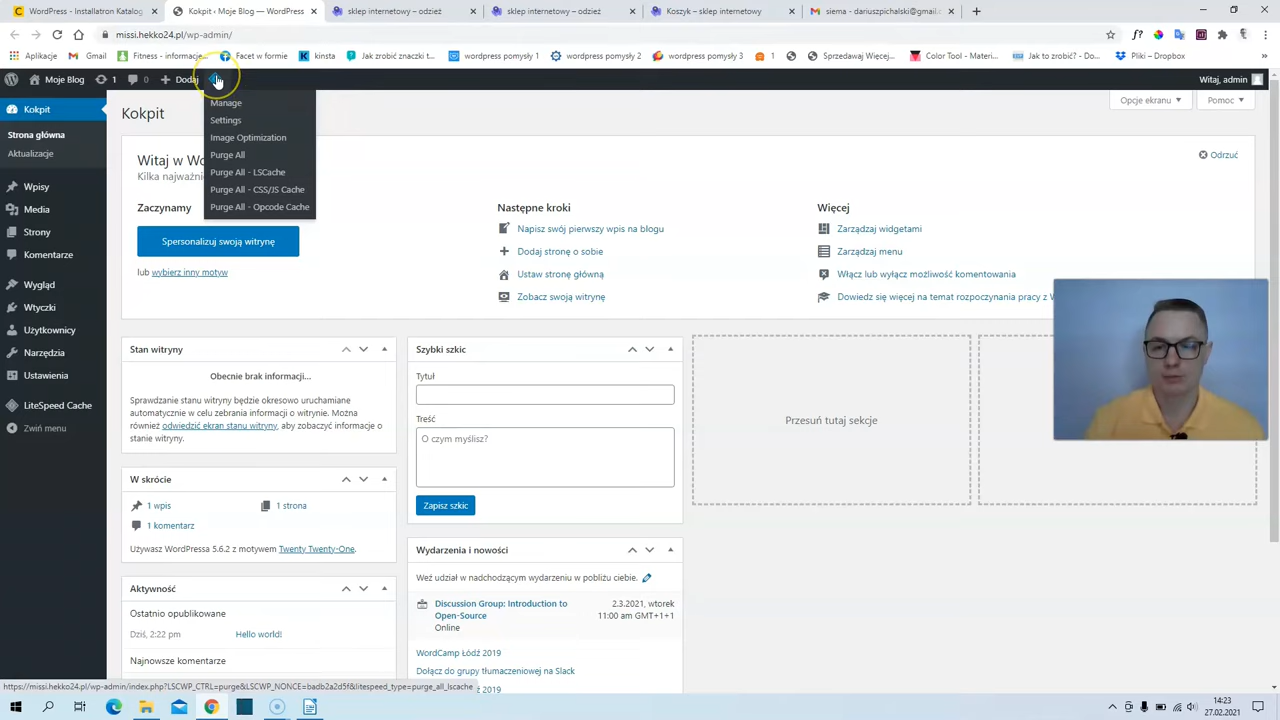 WordPress - Instalator Aplikacji
Kokpit ‹ Moje Blog — WordPress
stwórz-sklep-internetowy – odzież
stwórz-sklep-internetowy – odzież
Koszyk – stwórz-sklep-internetowy
missi.hekko24.pl/wp-admin/
Aplikacje
Gmail
Fitness - informacje...
Facet w formie
kinsta
Jak zrobić znaczki t...
wordpress pomysły 1
wordpress pomysły 2
wordpress pomysły 3
1
Sprzedawaj Więcej,...
Color Tool - Materi...
Jak to zrobić? - Do...
Pliki – Dropbox
Moje Blog
1
0
Dodaj
Witaj, admin
Manage
Settings
Image Optimization
Purge All
Purge All - LSCache
Purge All - CSS/JS Cache
Purge All - Opcode Cache
Kokpit
Strona główna
Aktualizacje
Wpisy
Media
Strony
Komentarze
Wygląd
Wtyczki
Użytkownicy
Narzędzia
Ustawienia
LiteSpeed Cache
Zwiń menu
Kokpit
Opcje ekranu
Pomoc
Witaj w W
Kilka najważni
Odrzuć
Zaczynamy
Spersonalizuj swoją witrynę
lub wybierz inny motyw
Następne kroki
Napisz swój pierwszy wpis na blogu
Dodaj stronę o sobie
Ustaw stronę główną
Zobacz swoją witrynę
Więcej
Zarządzaj widgetami
Zarządzaj menu
Włącz lub wyłącz możliwość komentowania
Dowiedz się więcej na temat rozpoczynania pracy z W
Stan witryny
Obecnie brak informacji...
Sprawdzanie stanu witryny będzie okresowo uruchamiane
automatycznie w celu zebrania informacji o witrynie. Można
również odwiedzić ekran stanu witryny, aby zobaczyć informacje o
stanie witryny.
W skrócie
1 wpis
1 strona
1 komentarz
Używasz WordPressa 5.6.2 z motywem Twenty Twenty-One.
Aktywność
Ostatnio opublikowane
Dziś, 2:22 pm
Hello world!
Najnowsze komentarze
Szybki szkic
Tytuł
Treść
O czym myślisz?
Zapisz szkic
Wydarzenia i nowości
Weź udział w nadchodzącym wydarzeniu w pobliżu ciebie.
Discussion Group: Introduction to
Open-Source
Online
2.3.2021, wtorek
11:00 am GMT+1+1
WordCamp Łódź 2019
Dołącz do grupy tłumaczeniowej na Slack
2019
Przesuń tutaj sekcje
https://missi.hekko24.pl/wp-admin/index.php?LSCWP_CTRL=purge&LSCWP_NONCE=badb2a2d5f&litespeed_type=purge_all_lscache
14:23
27.02.2021